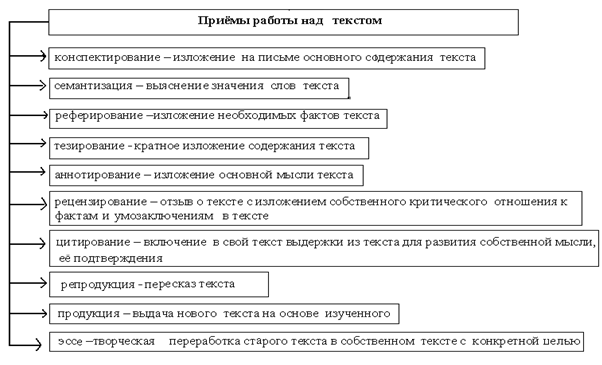 Приёмы работы над текстом
конспектирование – изложение на письме основного содержания текста
семантизация – выяснение значения слов текста
реферирование –изложение необходимых фактов текста
тезирование - кратное изложение содержания текста
аннотирование – изложение основной мысли текста
рецензирование – отзыв о тексте с изложением собственного критического отношения к
фактам и умозаключениям в тексте
цитирование – включение в свой текст выдержки из текста для развития собственной мысли,
её подтверждения
репродукция - пересказ текста
продукция – выдача нового текста на основе изученного
эссе –творческая переработка старого текста в собственном тексте с конкретной целью